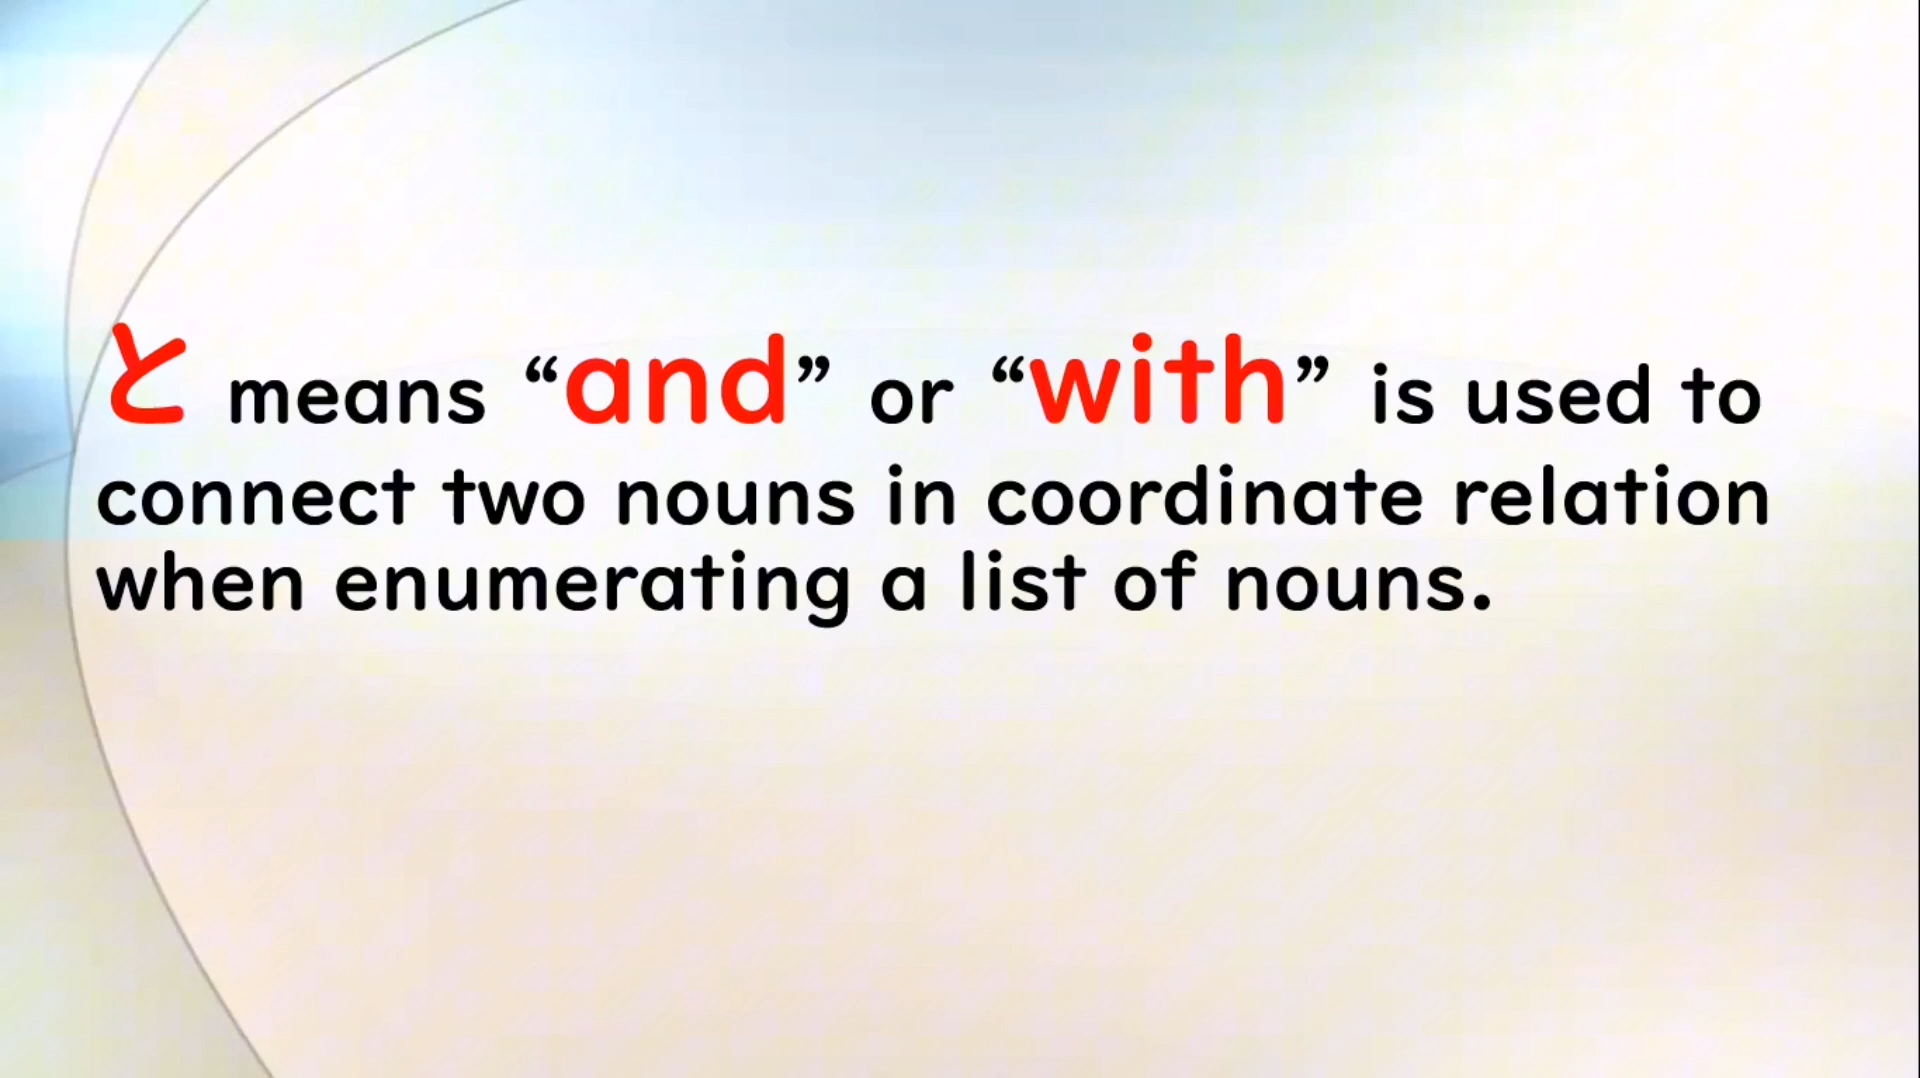 と means “and” or “with” is used to
connect two nouns in coordinate relation
when enumerating a list of nouns.